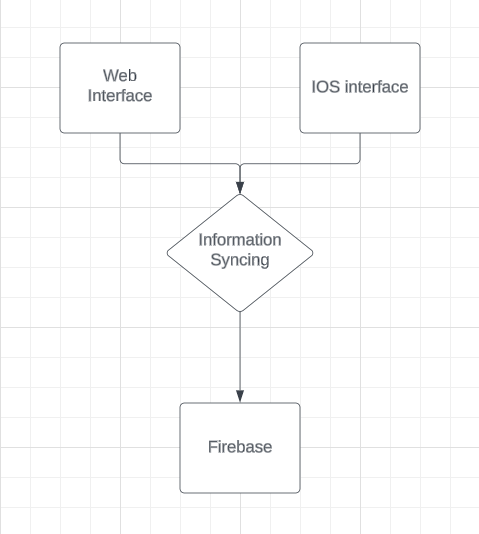 Web
Interface
IOS interface
Information
Syncing
Firebase